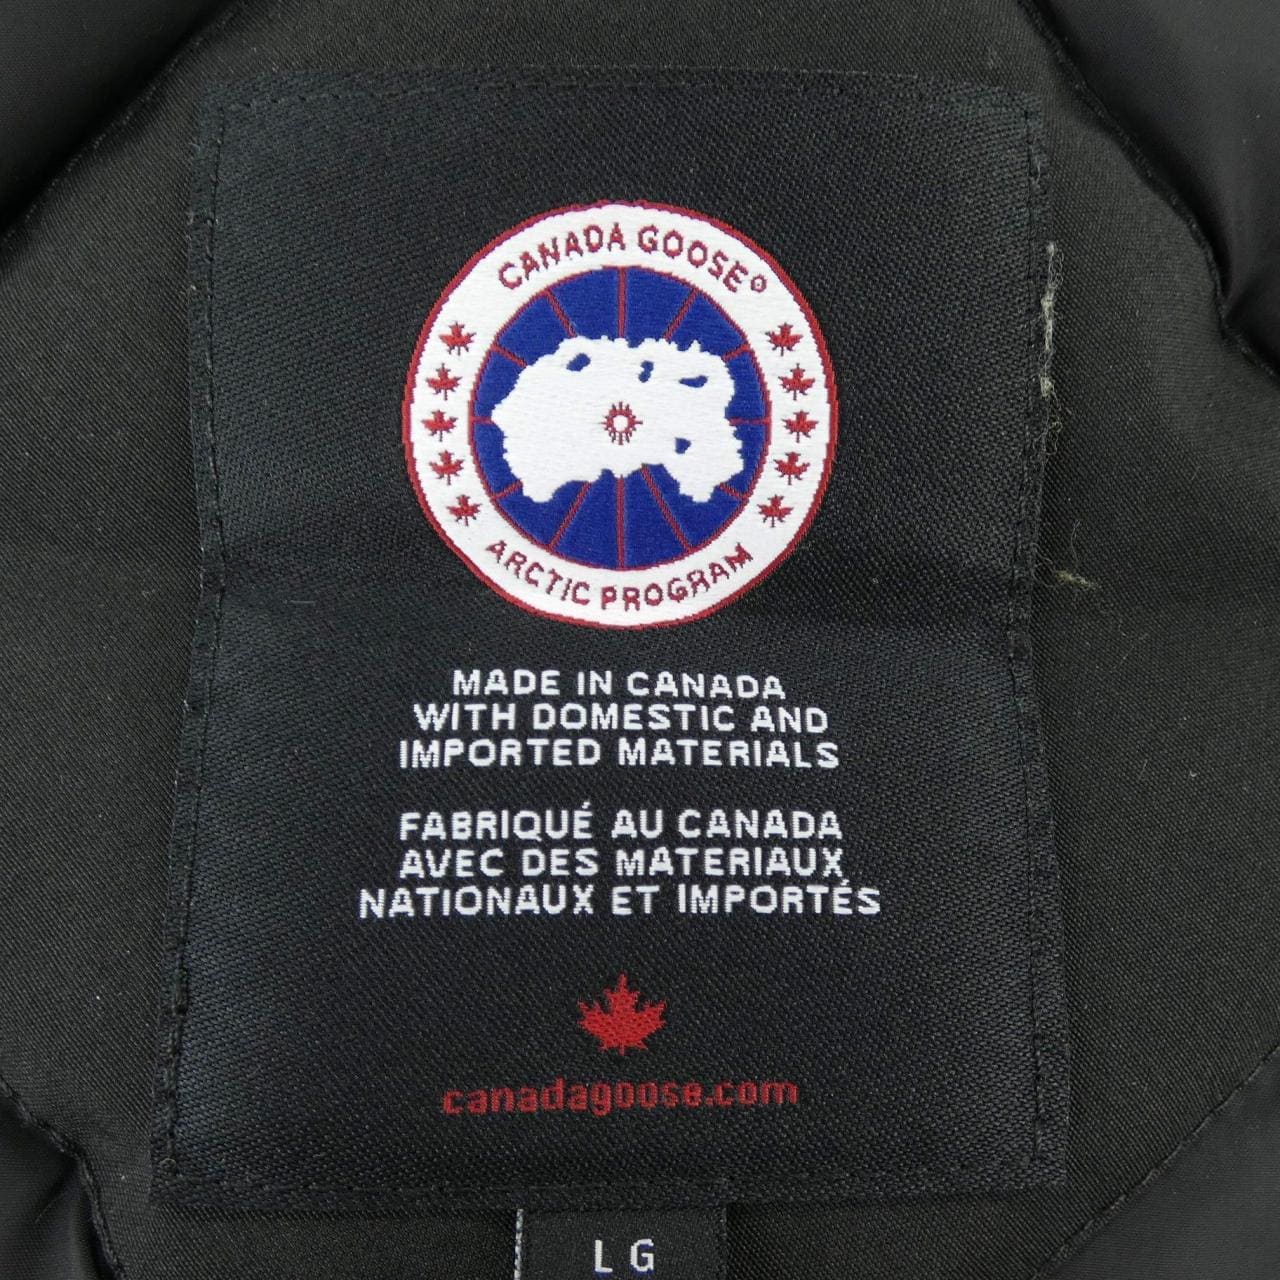 CANADA GOOSE®
ARCTIC PROGRAM
MADE IN CANADA
WITH DOMESTIC AND
IMPORTED MATERIALS
FABRIQUÉ AU CANADA
AVEC DES MATERIAUX
NATIONAUX ET IMPORTÉS
canadagoose.com
LG